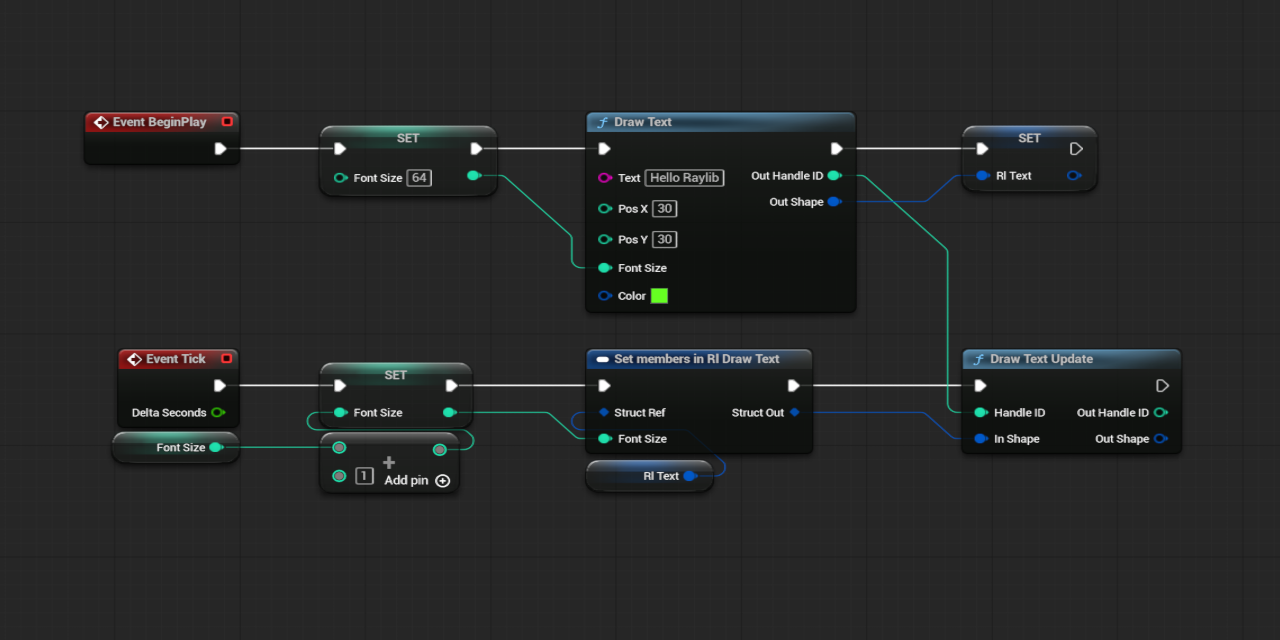 Event BeginPlay
SET
Font Size 64
Draw Text
Text Hello Raylib
Out Handle ID
Pos X 30
Out Shape
Pos Y 30
Font Size
Color
SET
Rl Text
Event Tick
Delta Seconds
Font Size
SET
Font Size
1
Add pin
Set members in Rl Draw Text
Struct Ref
Struct Out
Font Size
Rl Text
Draw Text Update
Handle ID
Out Handle ID
In Shape
Out Shape